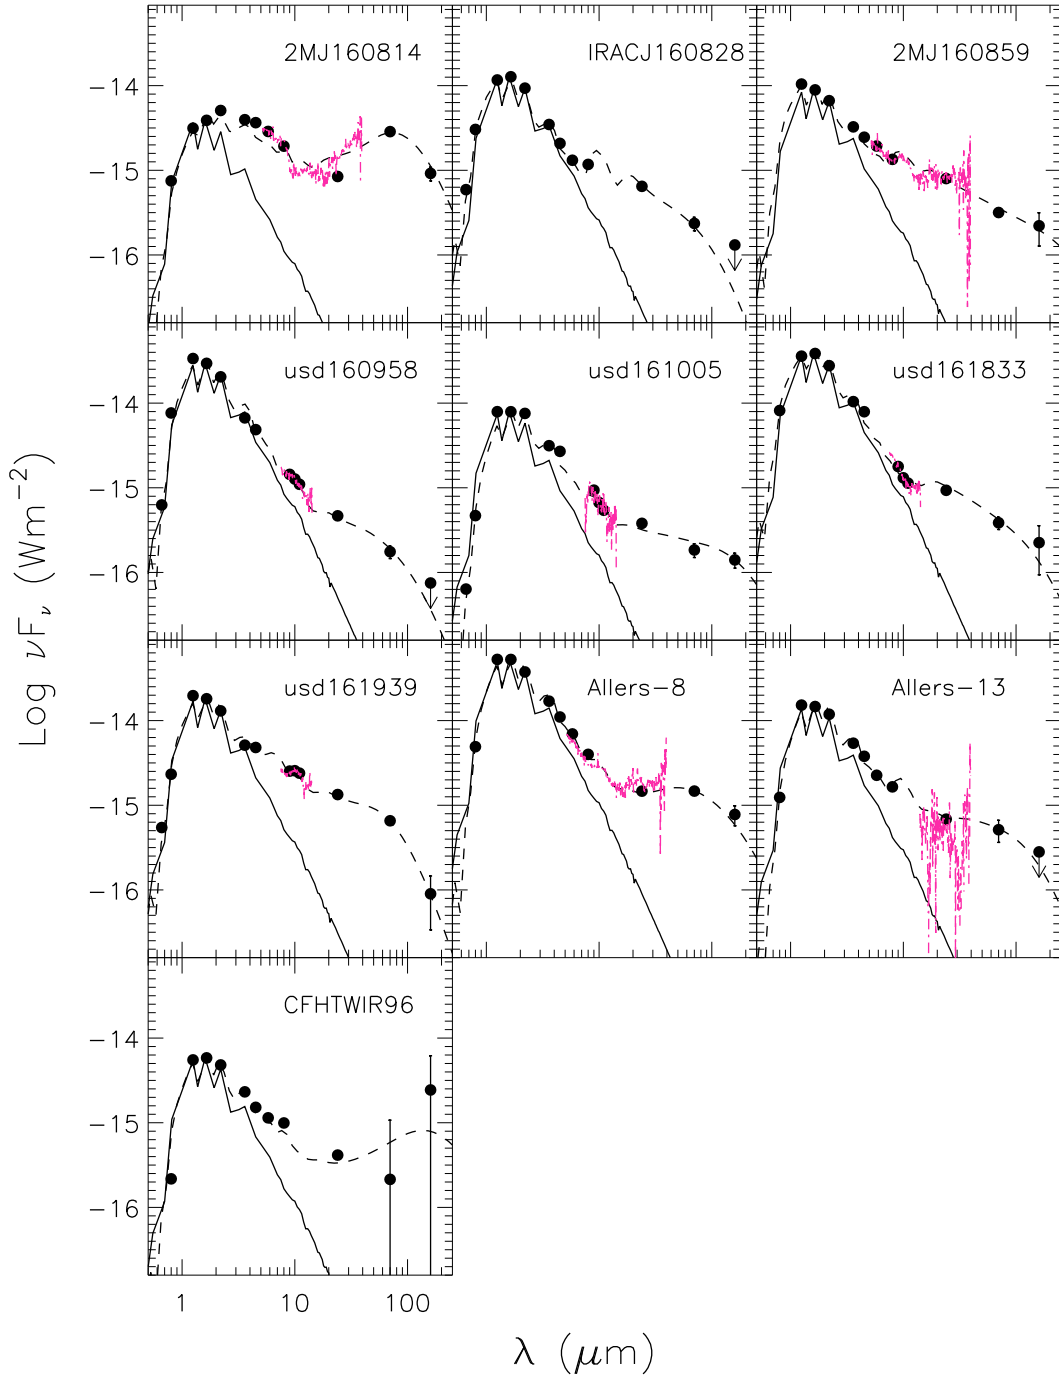 2MJ160814
IRACJ160828
2MJ160859
−14
−15
−16
usd160958
usd161005
usd161833
−14
−15
−16
usd161939
Allers−8
Allers−13
−14
−15
−16
CFHTWIR96
−14
−15
−16
1 10 100
Log νFν (Wm−2)
λ (μm)